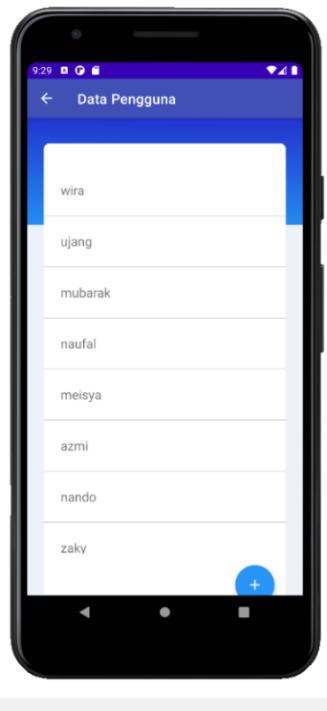 9:29
Data Pengguna
wira
ujang
mubarak
naufal
meisya
azmi
nando
zaky
+